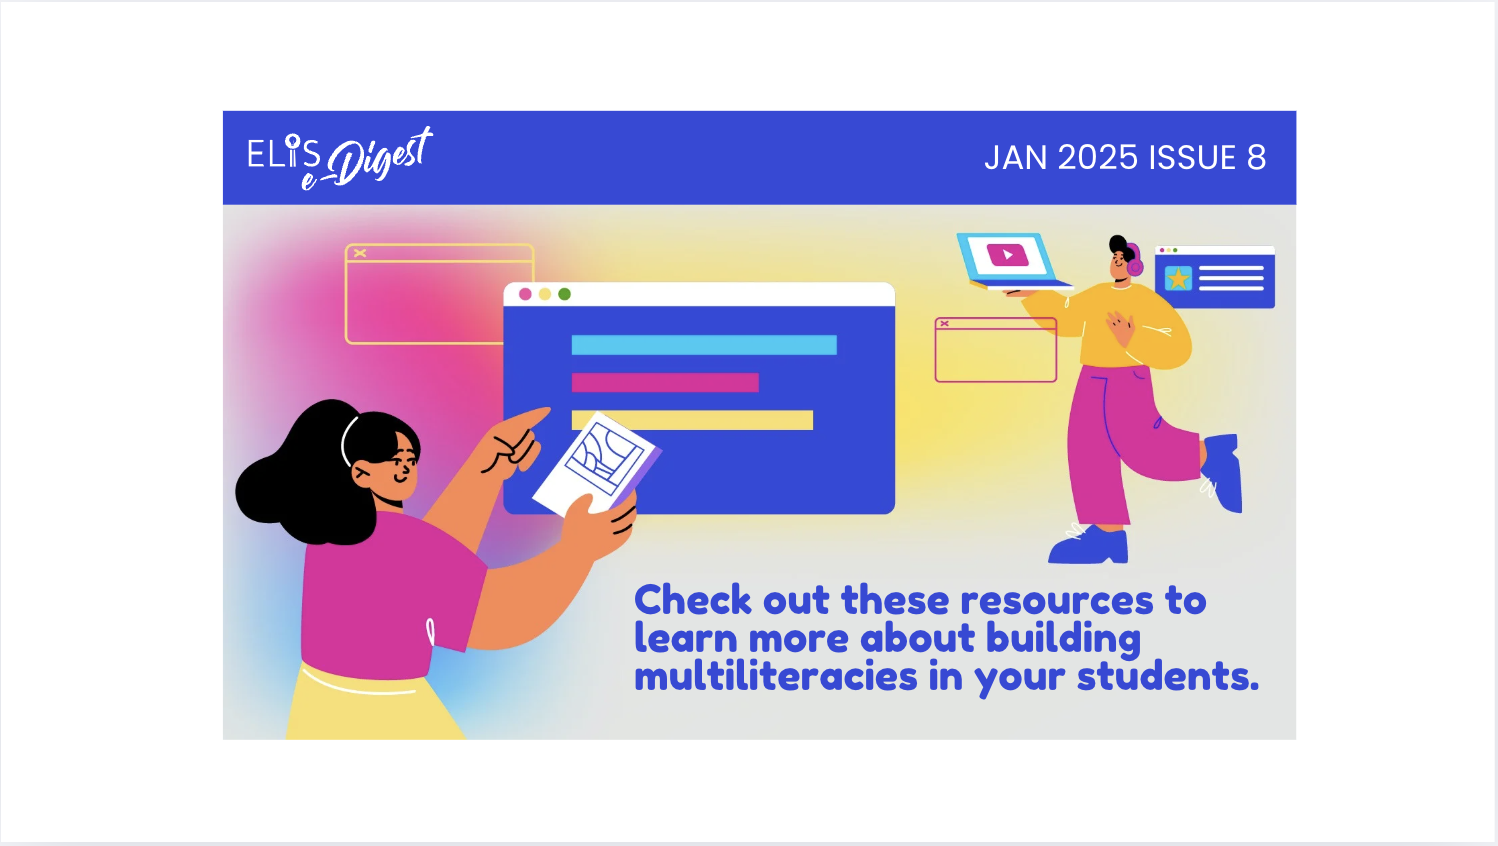 ELIS
e-Digest
JAN 2025 ISSUE 8
Check out these resources to
learn more about building
multiliteracies in your students.